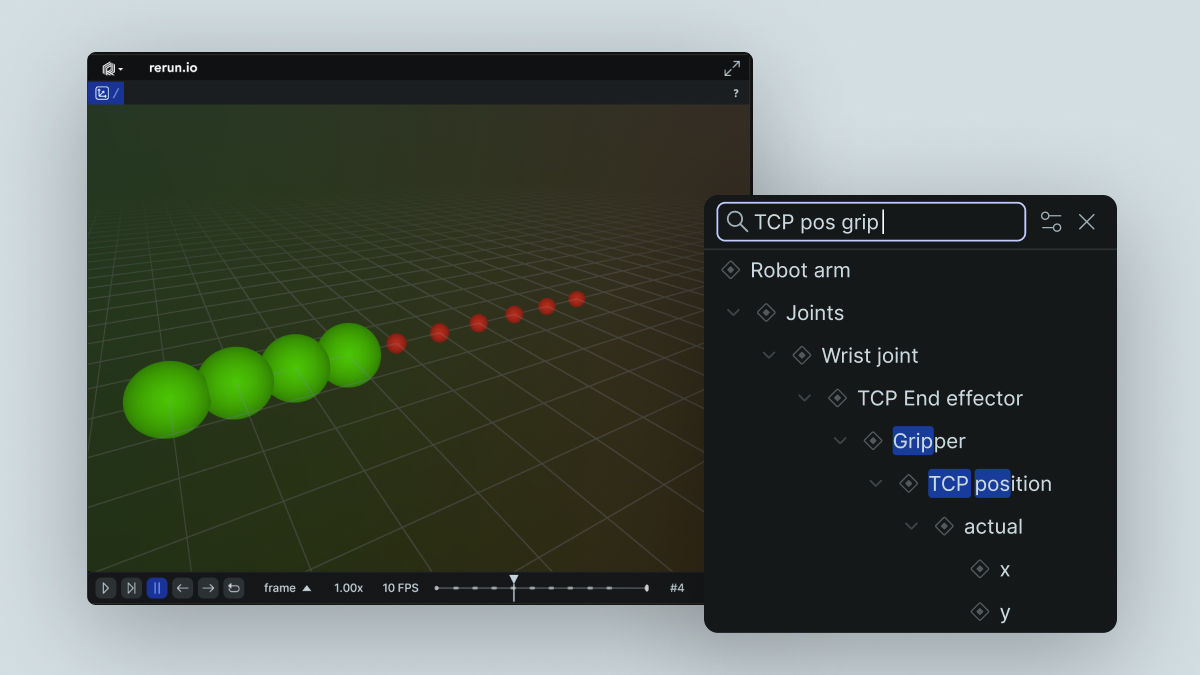 rerun.io
/
?
TCP pos grip
Robot arm
Joints
Wrist joint
TCP End effector
Gripper
TCP position
actual
x
y
frame 1.00x 10 FPS #4